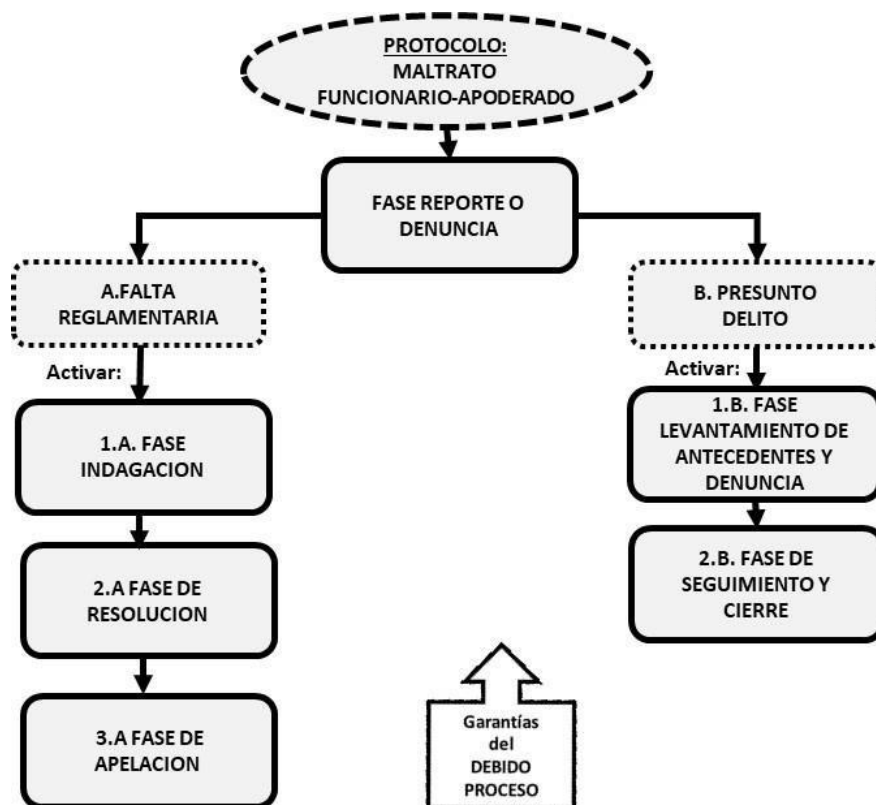 PROTOCOLO:
MALTRATO
FUNCIONARIO-APODERADO
FASE REPORTE O
DENUNCIA
A.FALTA
REGLAMENTARIA
Activar:
1.A. FASE
INDAGACION
2.A FASE DE
RESOLUCION
3.A FASE DE
APELACION
B. PRESUNTO
DELITO
Activar:
1.B. FASE
LEVANTAMIENTO DE
ANTECEDENTES Y
DENUNCIA
2.B. FASE DE
SEGUIMIENTO Y
CIERRE
Garantías
del
DEBIDO
PROCESO